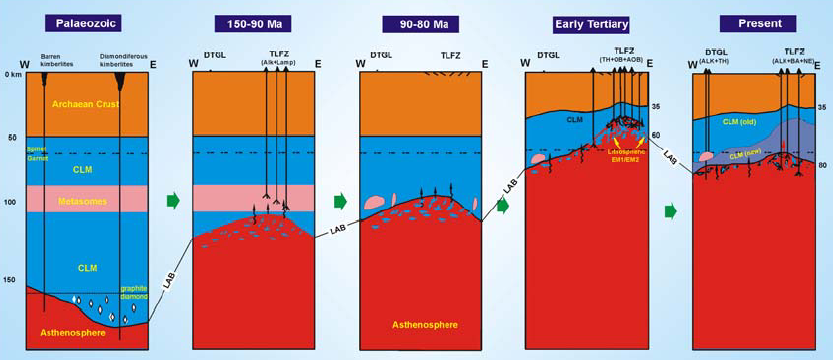 Palaeozoic
150-90 Ma
90-80 Ma
Early Tertiary
Present
Barren
kimberlites
Diamondiferous
kimberlites
E
0 km
50
100
150
Archaean Crust
Spinel
Garnet
CLM
Metasomes
CLM
graphite
diamond
Asthenosphere
LAB
W
DTGL
TLFZ
(Alk+Lamp)
E
LAB
W
DTGL
TLFZ
E
Asthenosphere
LAB
W
DTGL
TLFZ
(TH+0B+AOB)
E
CLM
35
60
Lithosphere
EM1/EM2
LAB
W
DTGL
(ALK+TH)
TLFZ
(ALK+BA+NE)
E
CLM (old)
CLM (new)
35
80